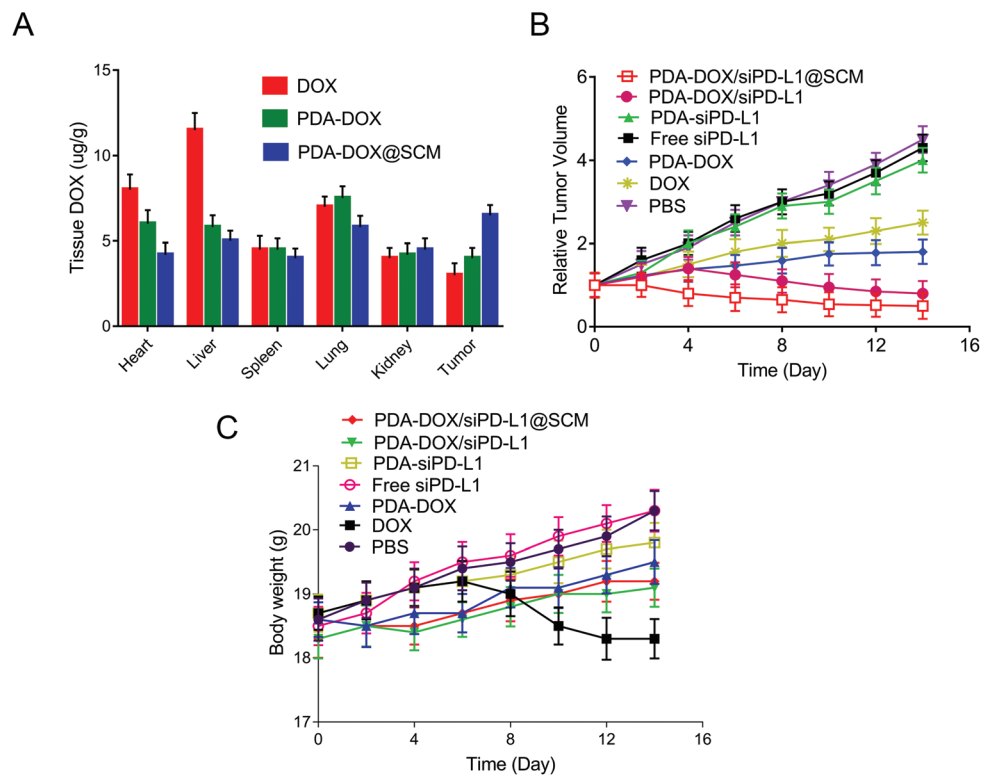 A
Tissue DOX (ug/g)
15
10
5
0
DOX
PDA-DOX
PDA-DOX@SCM
Heart
Liver
Spleen
Lung
Kidney
Tumor
B
Relative Tumor Volume
6
4
2
0
PDA-DOX/siPD-L1@SCM
PDA-DOX/siPD-L1
PDA-siPD-L1
Free siPD-L1
PDA-DOX
DOX
PBS
0 4 8 12 16
Time (Day)
C
Body weight (g)
21
20
19
18
17
PDA-DOX/siPD-L1@SCM
PDA-DOX/siPD-L1
PDA-siPD-L1
Free siPD-L1
PDA-DOX
DOX
PBS
0 4 8 12 16
Time (Day)